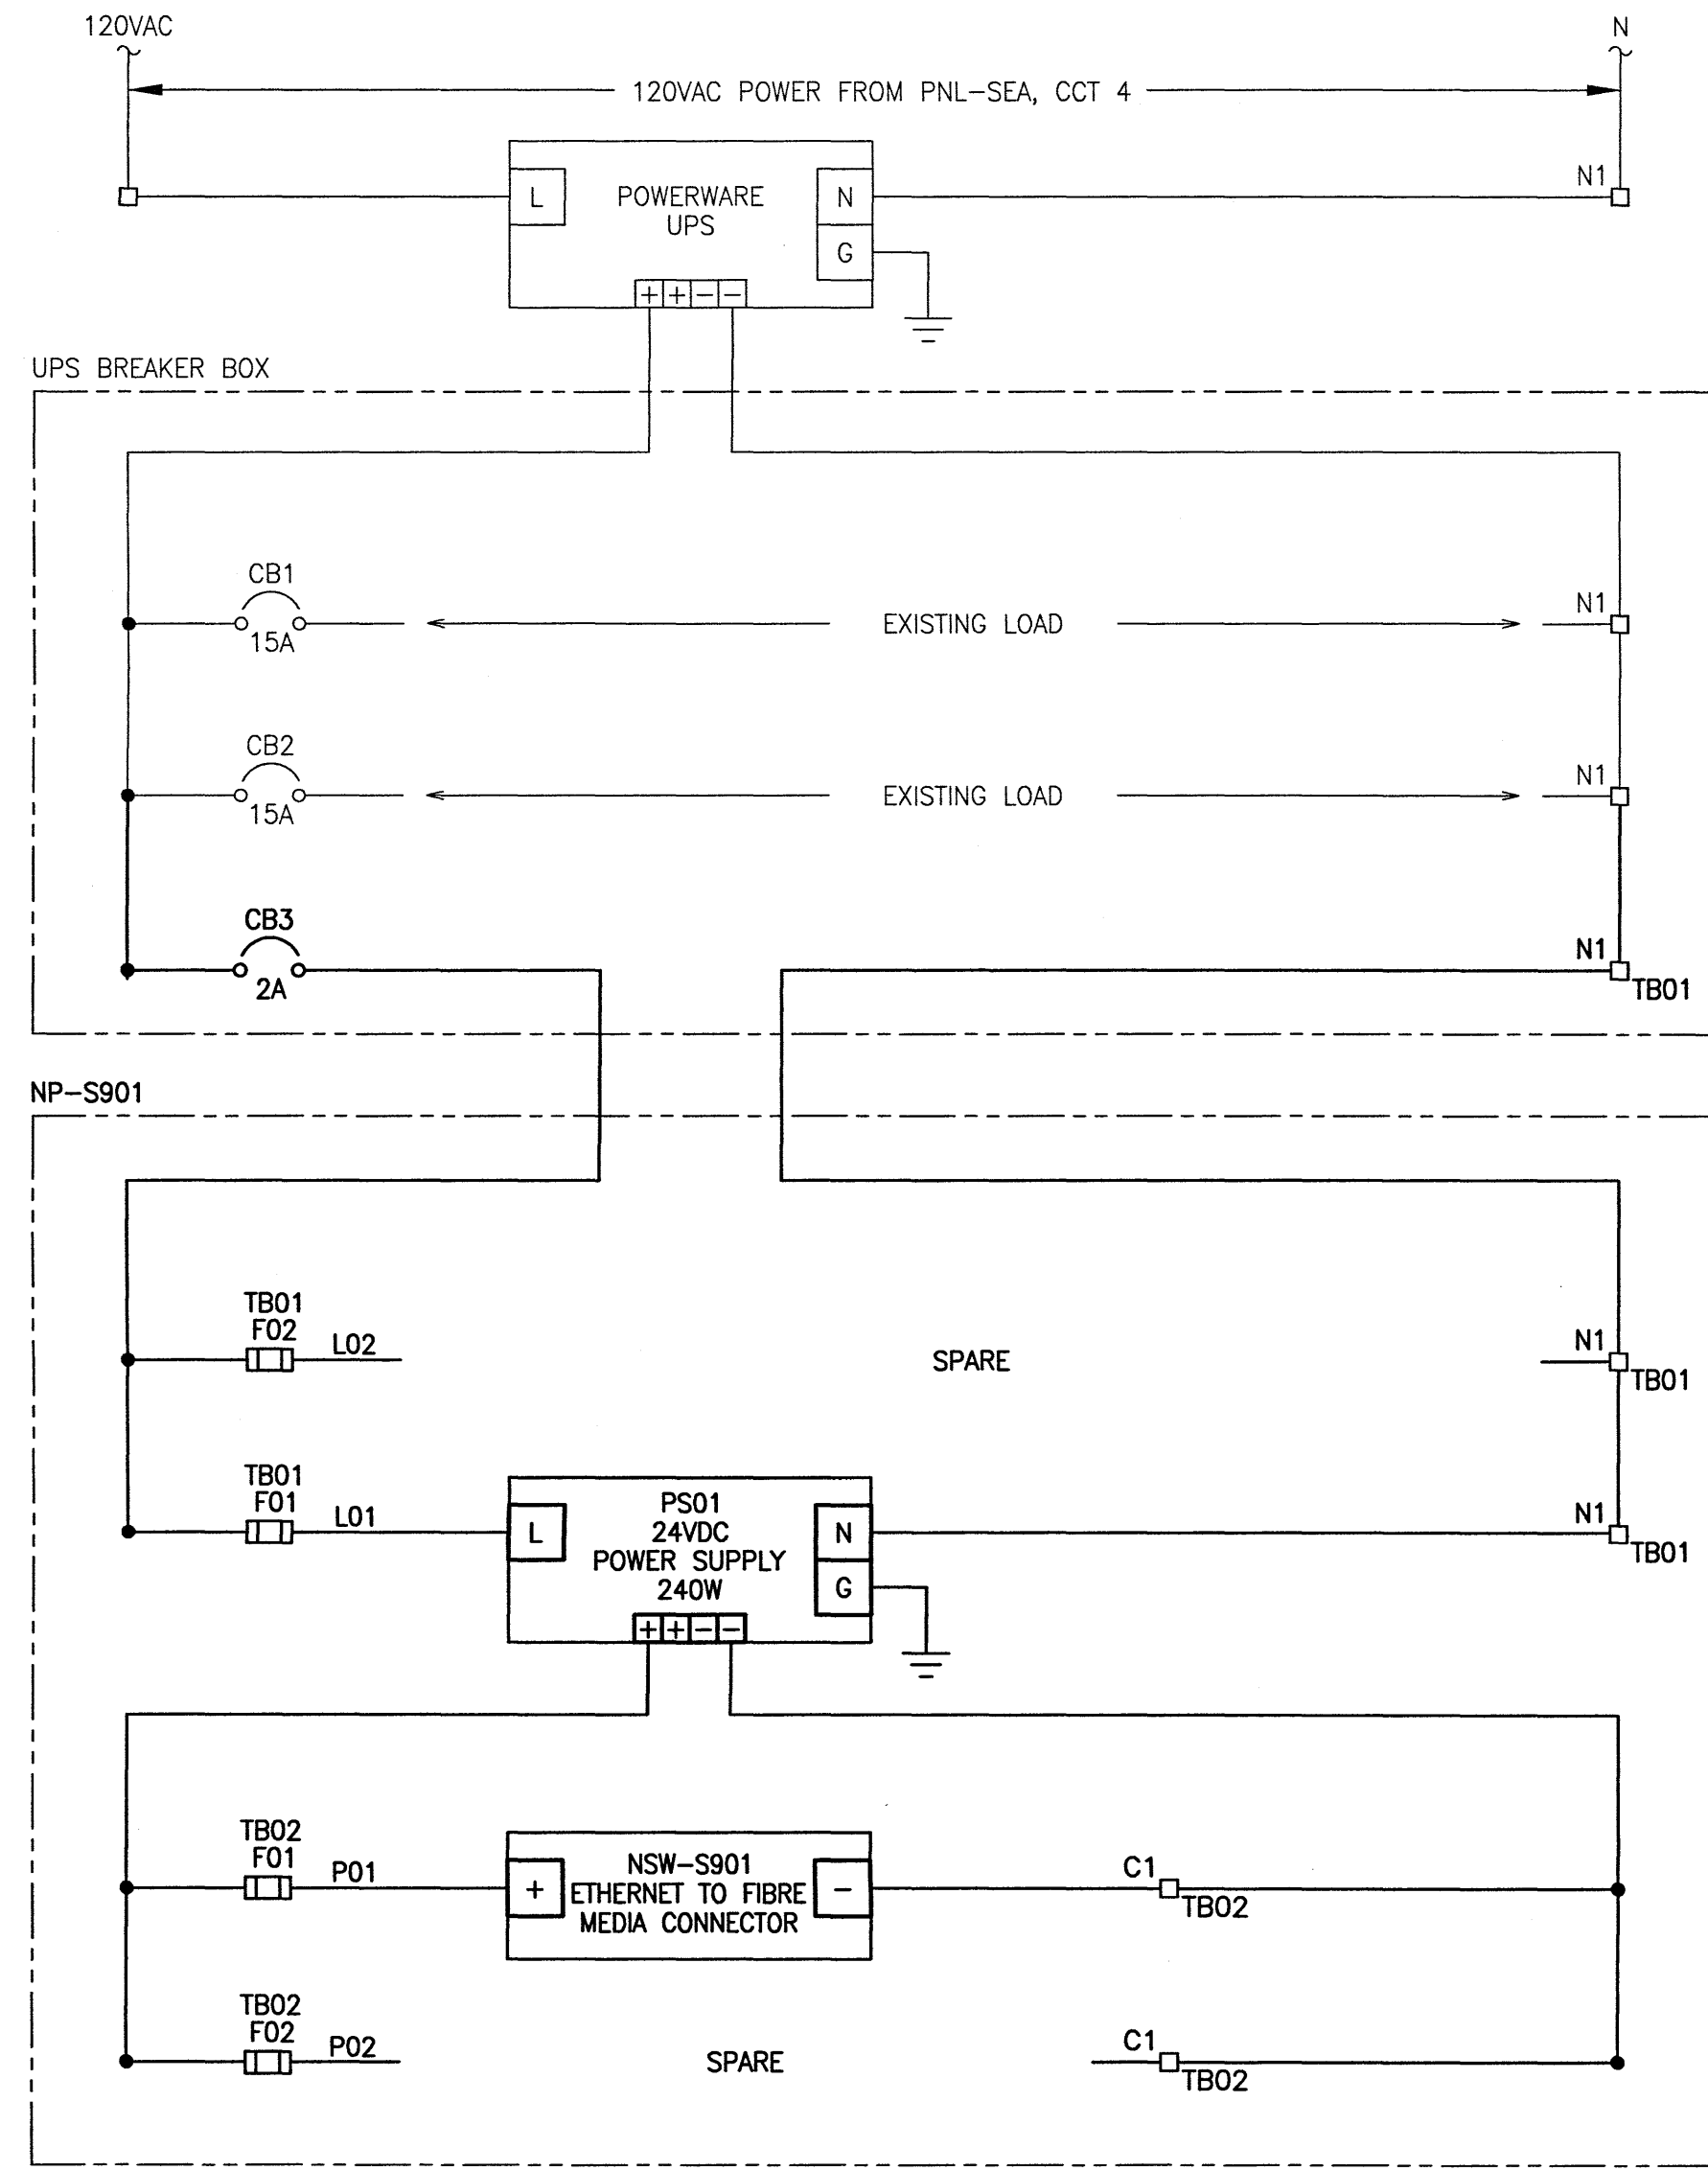 120VAC
N
120VAC POWER FROM PNL-SEA, CCT 4
N1
L
POWERWARE
UPS
N
G
+ + - -
UPS BREAKER BOX
CB1
15A
EXISTING LOAD
N1
CB2
15A
EXISTING LOAD
N1
CB3
2A
N1
TB01
NP-S901
TB01
F02
L02
SPARE
N1
TB01
TB01
F01
L01
L
PS01
24VDC
POWER SUPPLY
240W
N
G
+ + - -
N1
TB01
TB02
F01
P01
+
NSW-S901
ETHERNET TO FIBRE
MEDIA CONNECTOR
-
C1
TB02
TB02
F02
P02
SPARE
C1
TB02